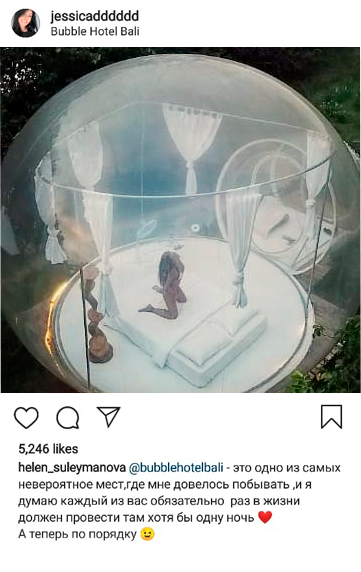 jessicadddddd
Bubble Hotel Bali
5,246 likes
helen_suleymanova @bubblehotelbali - это одно из самых
невероятное мест,где мне довелось побывать ,и я
думаю каждый из вас обязательно раз в жизни
должен провести там хотя бы одну ночь ❤️
А теперь по порядку 😉